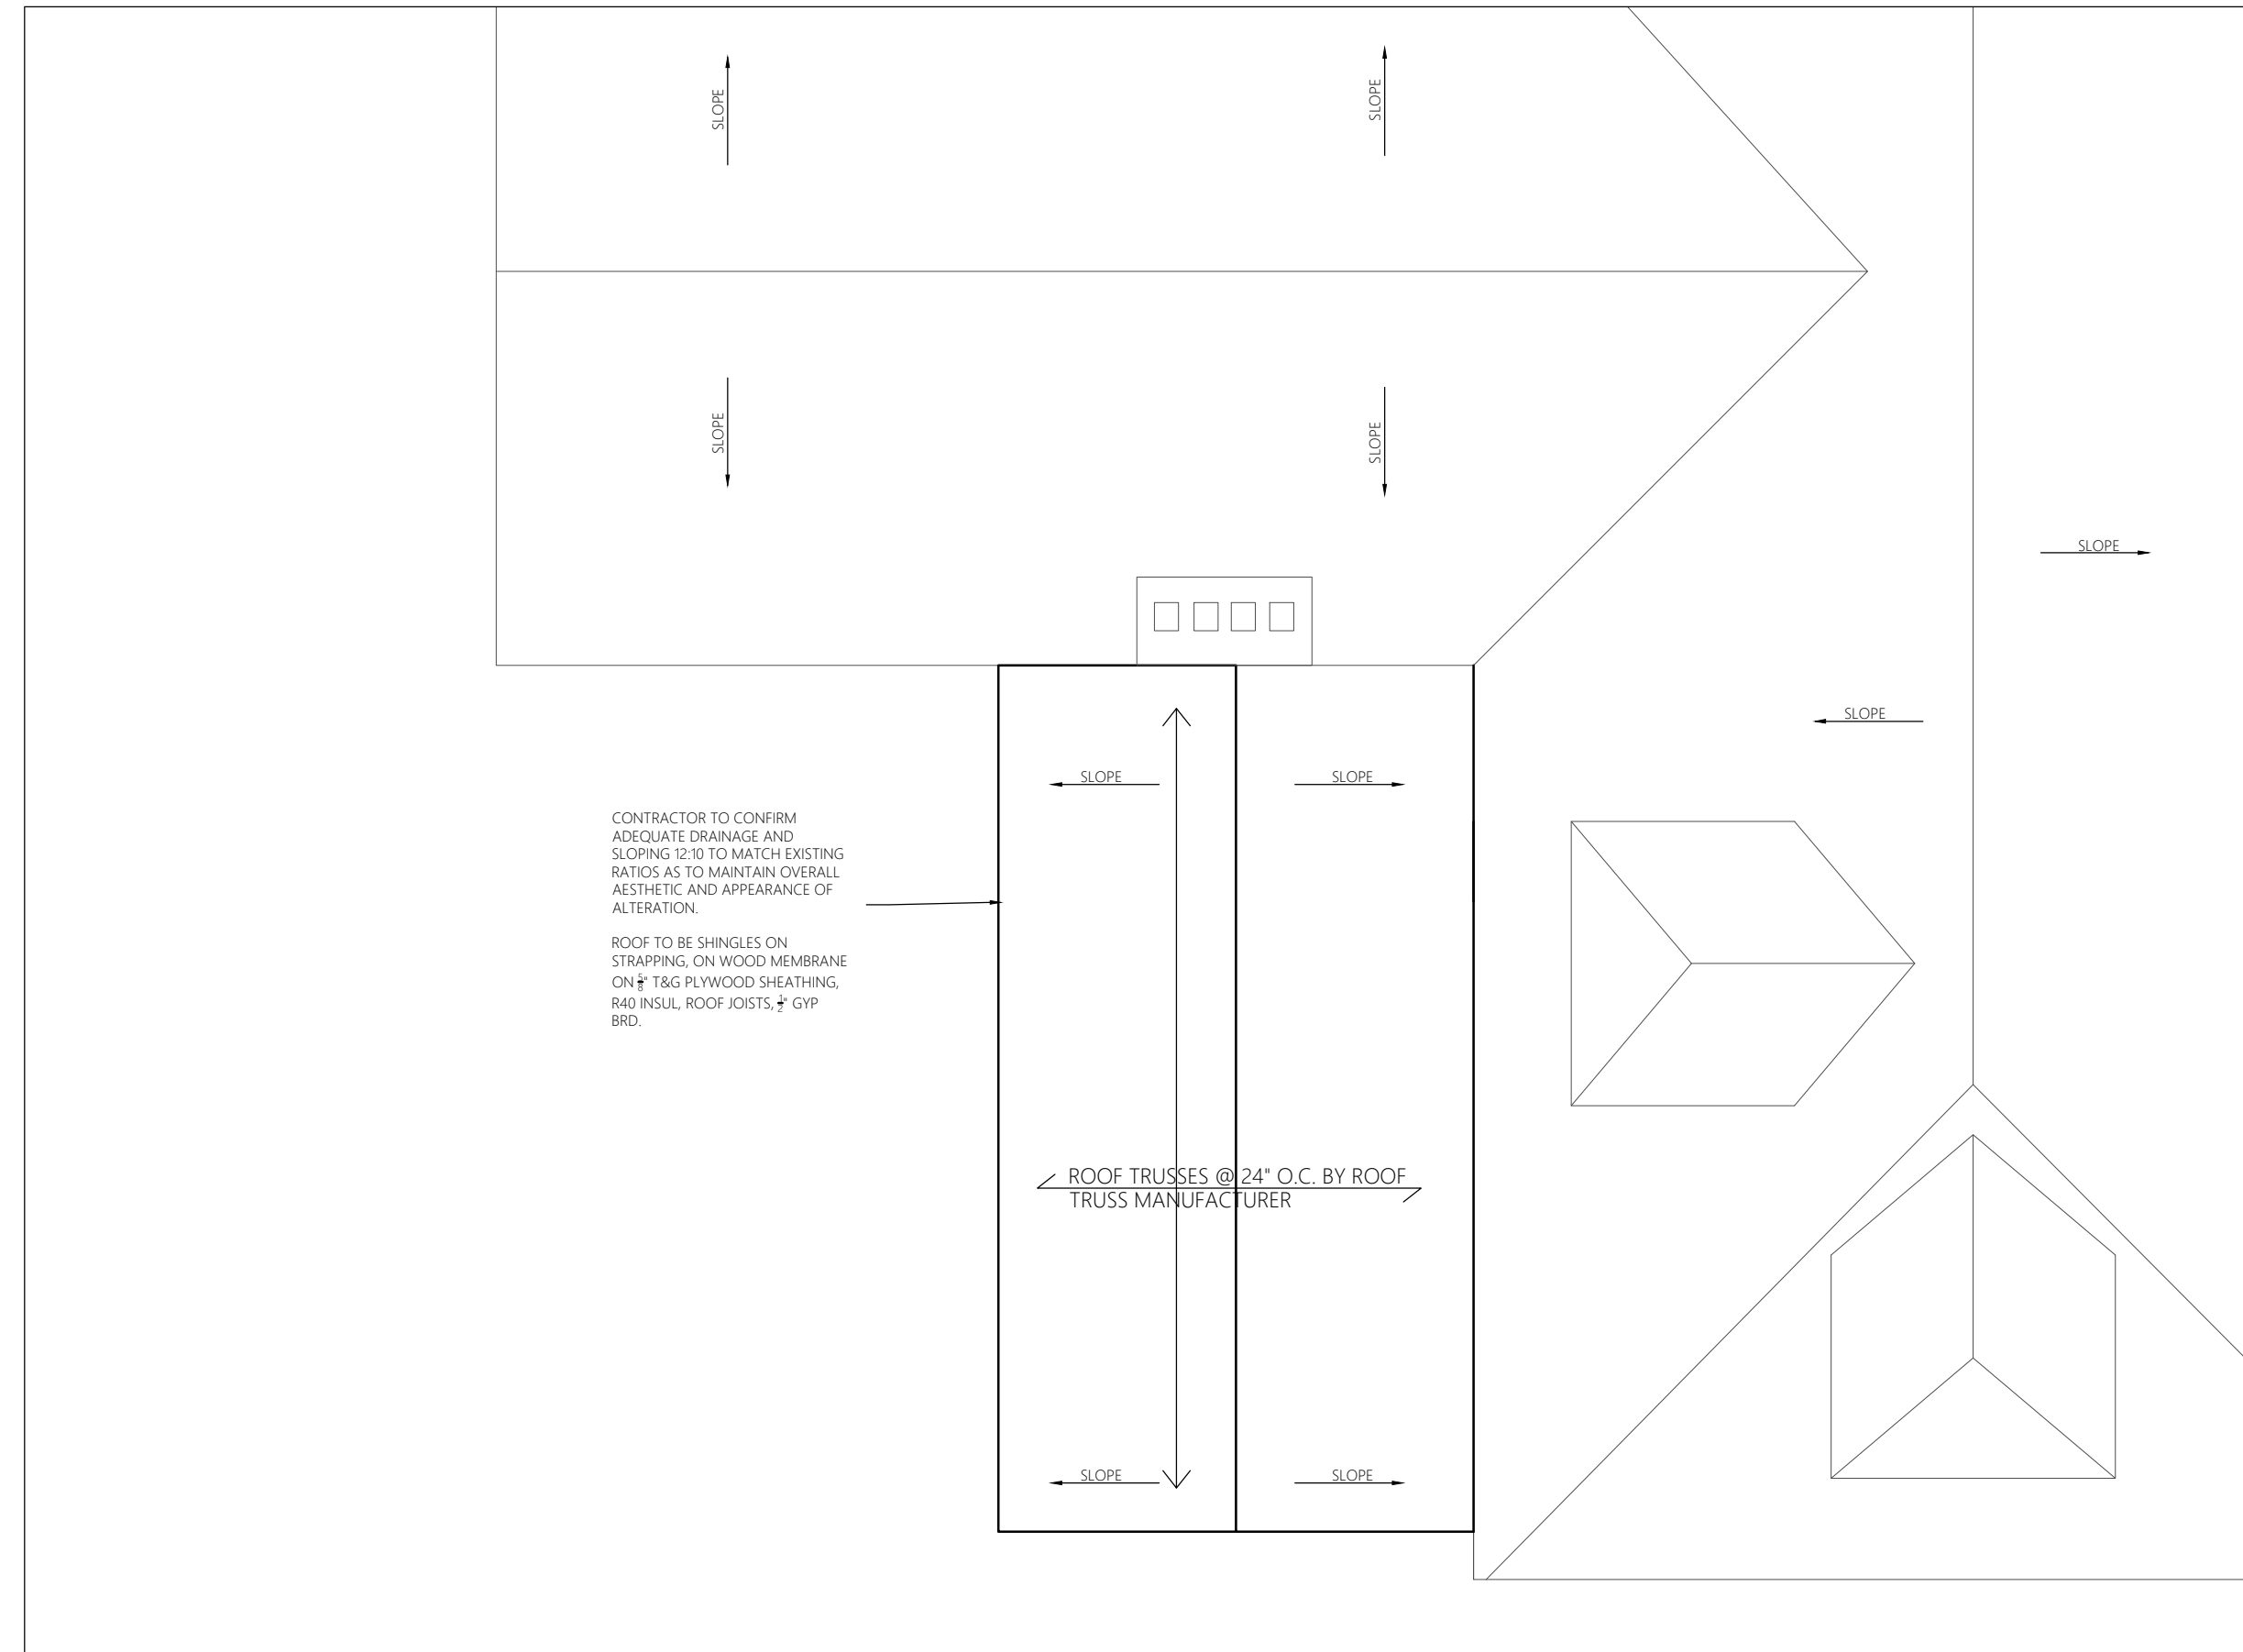 SLOPE
SLOPE
SLOPE
SLOPE
SLOPE
SLOPE
SLOPE
SLOPE
CONTRACTOR TO CONFIRM
ADEQUATE DRAINAGE AND
SLOPING 12:10 TO MATCH EXISTING
RATIOS AS TO MAINTAIN OVERALL
AESTHETIC AND APPEARANCE OF
ALTERATION.
ROOF TO BE SHINGLES ON
STRAPPING, ON WOOD MEMBRANE
ON 5/8" T&G PLYWOOD SHEATHING,
R40 INSUL, ROOF JOISTS, 1/2" GYP
BRD.
ROOF TRUSSES @ 24" O.C. BY ROOF
TRUSS MANUFACTURER
SLOPE
SLOPE